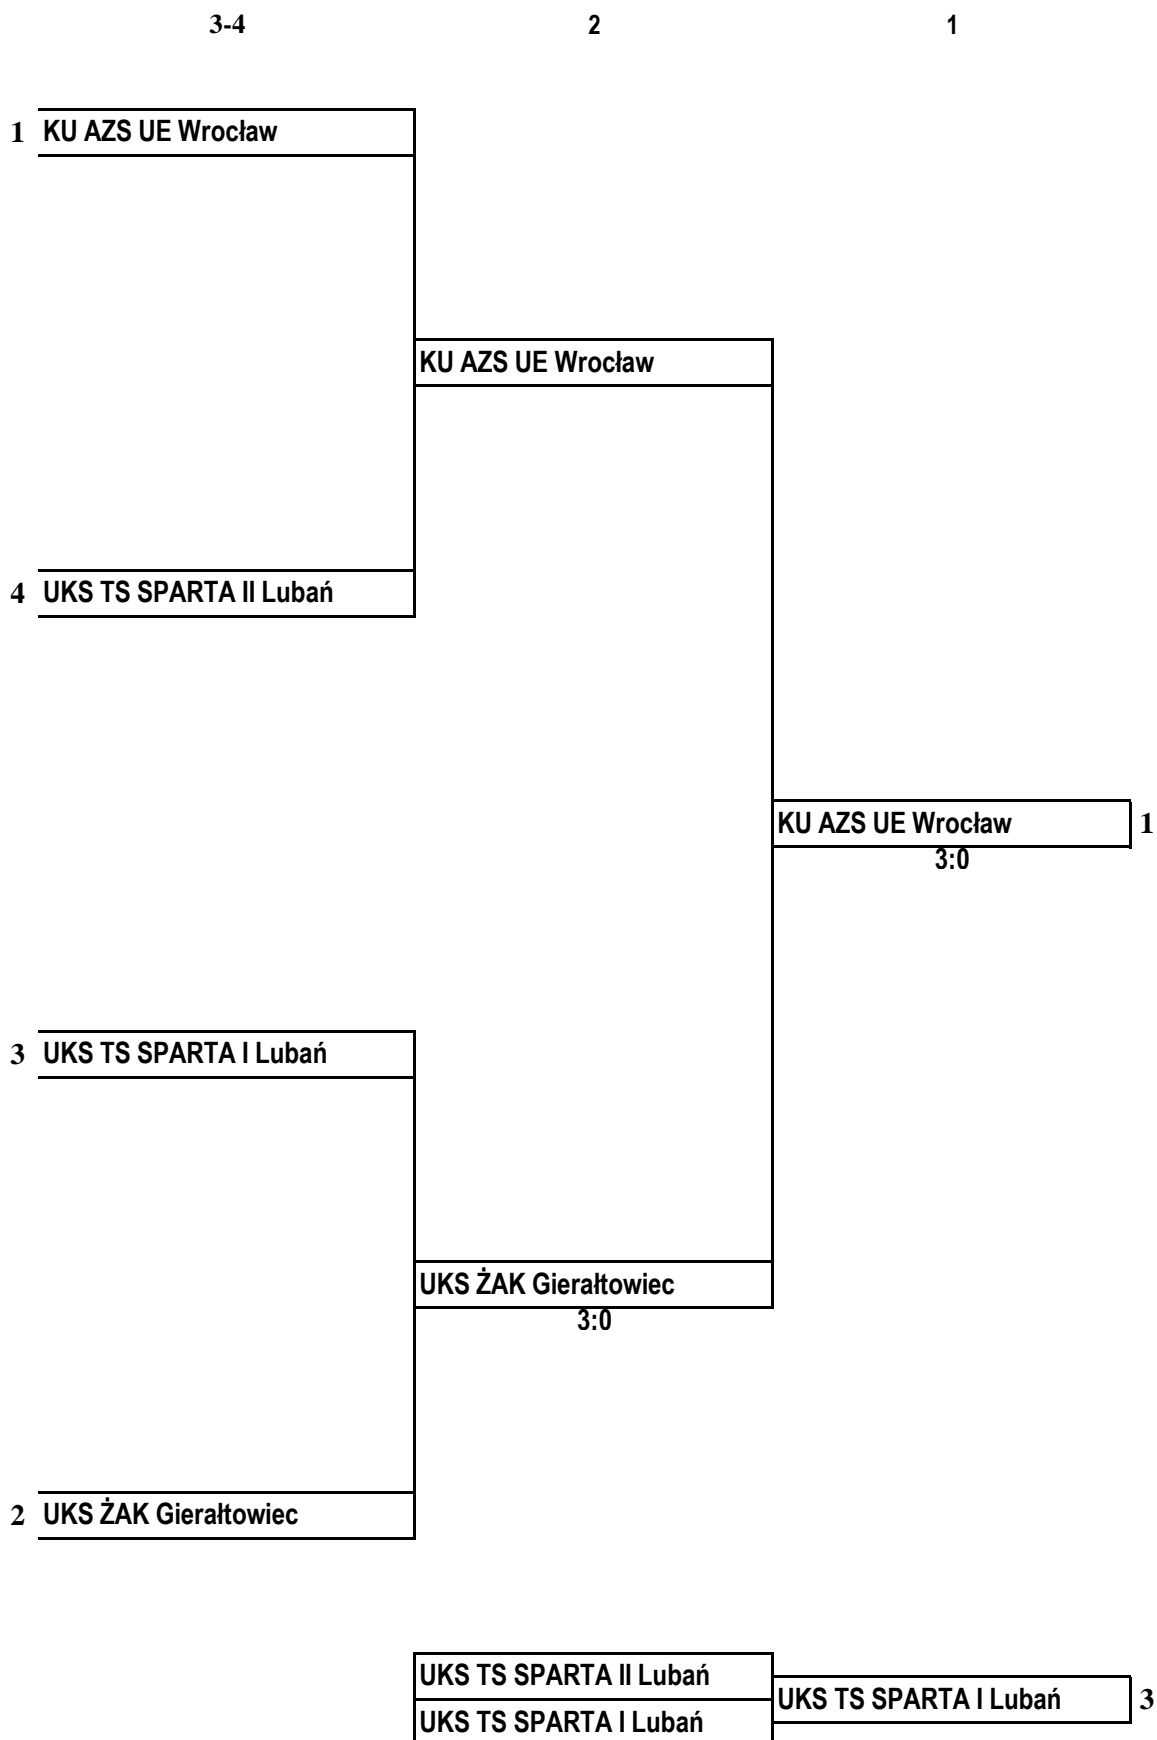 3-4 2 1
1 KU AZS UE Wrocław
KU AZS UE Wrocław
4 UKS TS SPARTA II Lubań
KU AZS UE Wrocław 1
3:0
3 UKS TS SPARTA I Lubań
UKS ŻAK Gierałtowiec
3:0
2 UKS ŻAK Gierałtowiec
UKS TS SPARTA II Lubań
UKS TS SPARTA I Lubań 3
UKS TS SPARTA I Lubań